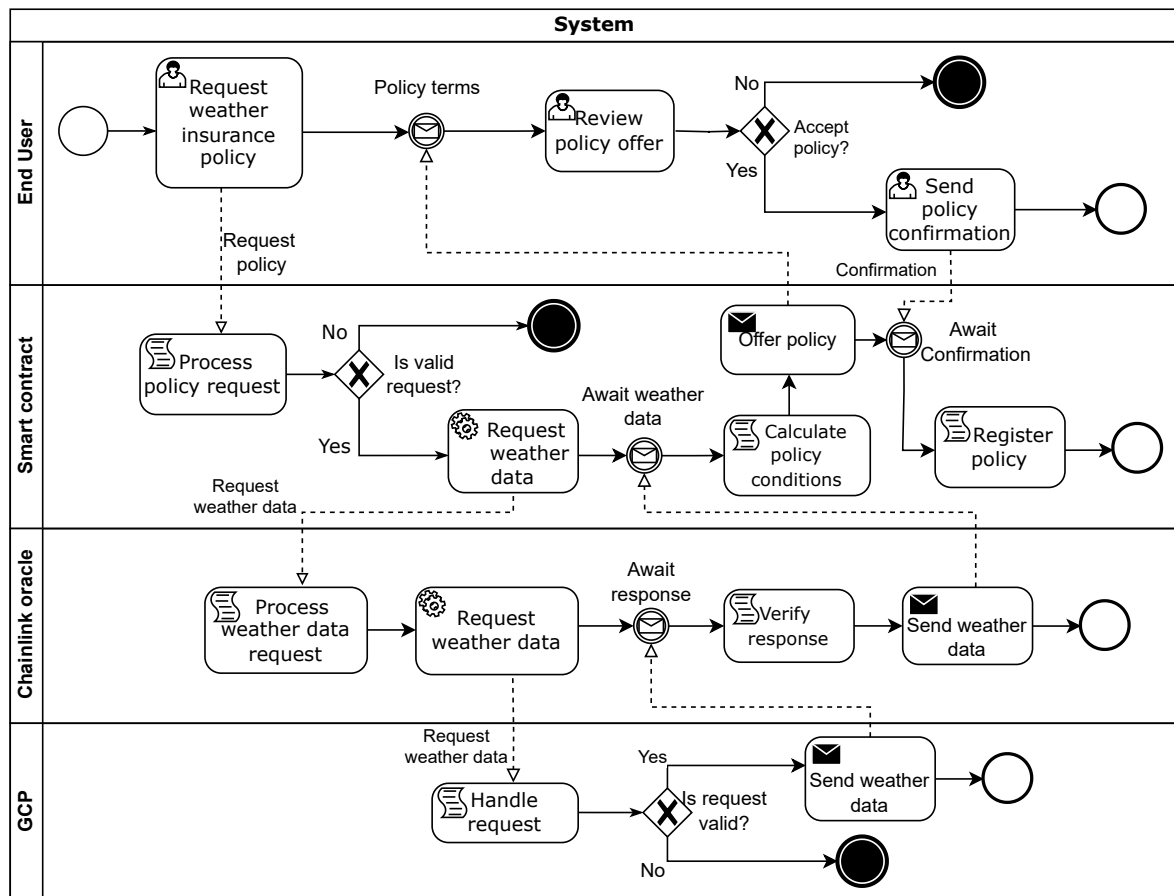 System
End User
Request
weather
insurance
policy
Policy terms
Review
policy offer
No
Accept
policy?
Yes
Send
policy
confirmation
Request
policy
Confirmation
Smart contract
Process
policy request
No
Is valid
request?
Yes
Request
weather
data
Await weather
data
Offer policy
Calculate
policy
conditions
Await
Confirmation
Register
policy
Request
weather data
Chainlink oracle
Process
weather data
request
Request
weather data
Await
response
Verify
response
Send weather
data
GCP
Request
weather data
Handle
request
Yes
Is request
valid?
No
Send weather
data